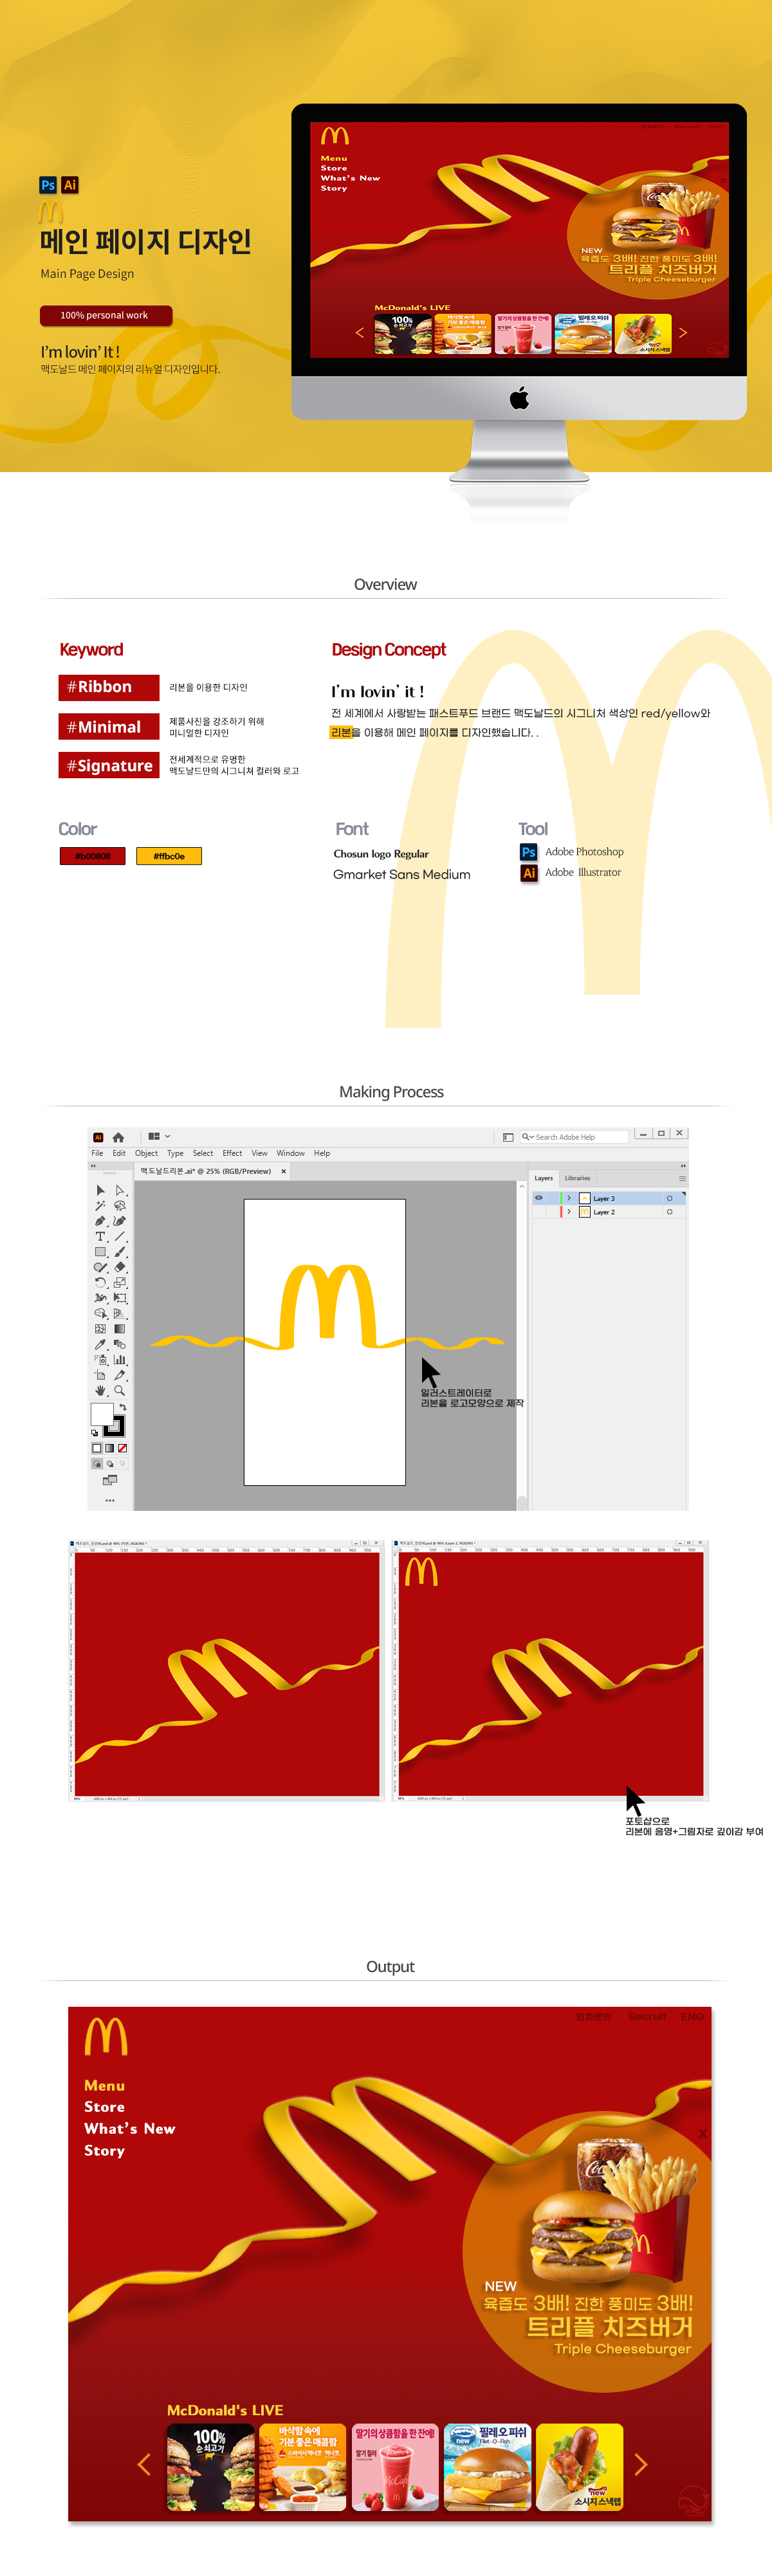 Ps Ai
메인 페이지 디자인
Main Page Design
100% personal work
I'm lovin' It !
맥도날드 메인 페이지의 리뉴얼 디자인입니다.
Menu
Store
What's New
Story
NEW
육즙도 3배! 진한 풍미도 3배!
트리플 치즈버거
Triple Cheeseburger
McDonald's LIVE
100%
순 쇠고기
Overview
Keyword
#Ribbon
리본을 이용한 디자인
#Minimal
제품사진을 강조하기 위해
미니멀한 디자인
#Signature
전세계적으로 유명한
맥도날드만의 시그니쳐 컬러와 로고
Design Concept
I'm lovin' it !
전 세계에서 사랑받는 패스트푸드 브랜드 맥도날드의 시그니처 색상인 red/yellow와
리본을 이용해 메인 페이지를 디자인했습니다. .
Color
#b00808
#ffbc0e
Font
Chosun logo Regular
Gmarket Sans Medium
Tool
Ps Adobe Photoshop
Ai Adobe Illustrator
Making Process
Ai
Search Adobe Help
File Edit Object Type Select Effect View Window Help
맥도날드리본.ai* @ 25% (RGB/Preview)
Layers Libraries
Layer 3
Layer 2
일러스트레이터로
리본을 로고모양으로 제작
포토샵으로
리본에 음영+그림자로 깊이감 부여
Output
Recruit ENG
X
Menu
Store
What's New
Story
NEW
육즙도 3배! 진한 풍미도 3배!
트리플 치즈버거
Triple Cheeseburger
McDonald's LIVE
100%
순 쇠고기
바삭함 속에
기분 좋은 매콤함
딸기의 상큼함을 한 잔에!
딸기 칠러
McCafé
new
필레 오 피쉬
Filet-O-Fish
new
소시지 스낵랩